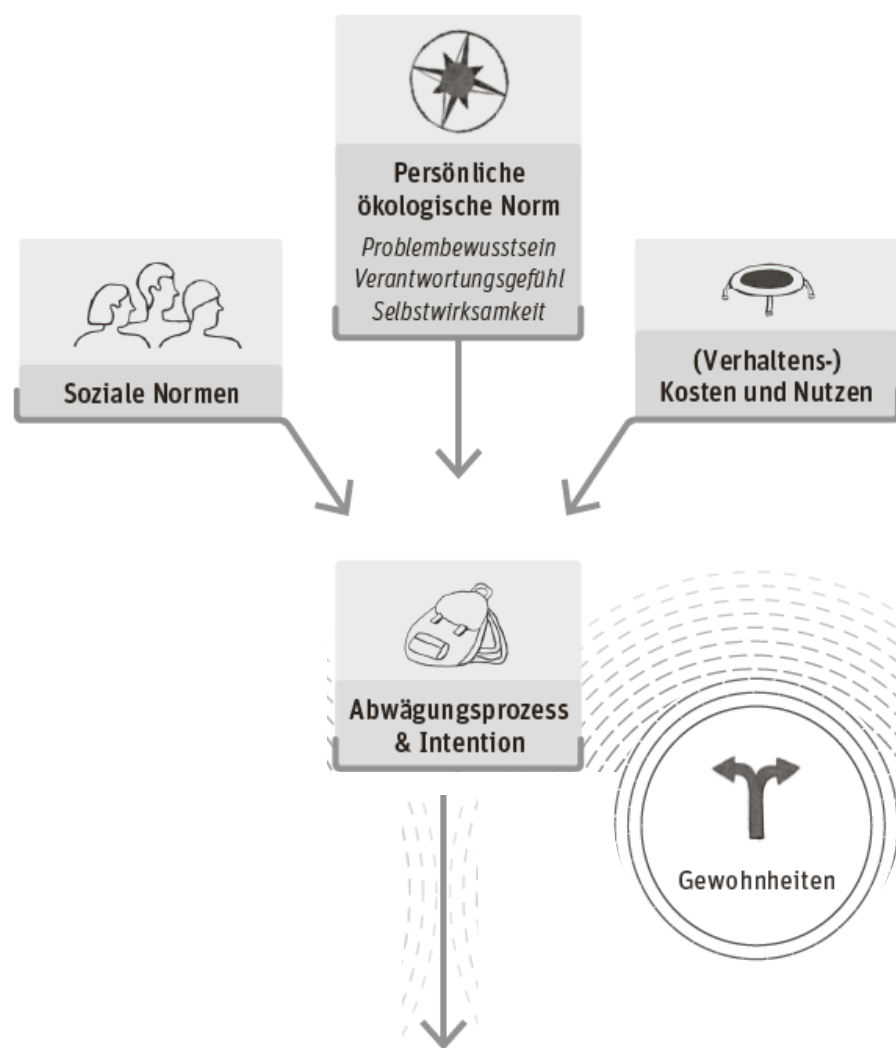 Persönliche
ökologische Norm
Problembewusstsein
Verantwortungsgefühl
Selbstwirksamkeit
Soziale Normen
(Verhaltens-)
Kosten und Nutzen
Abwägungsprozess
& Intention
Gewohnheiten